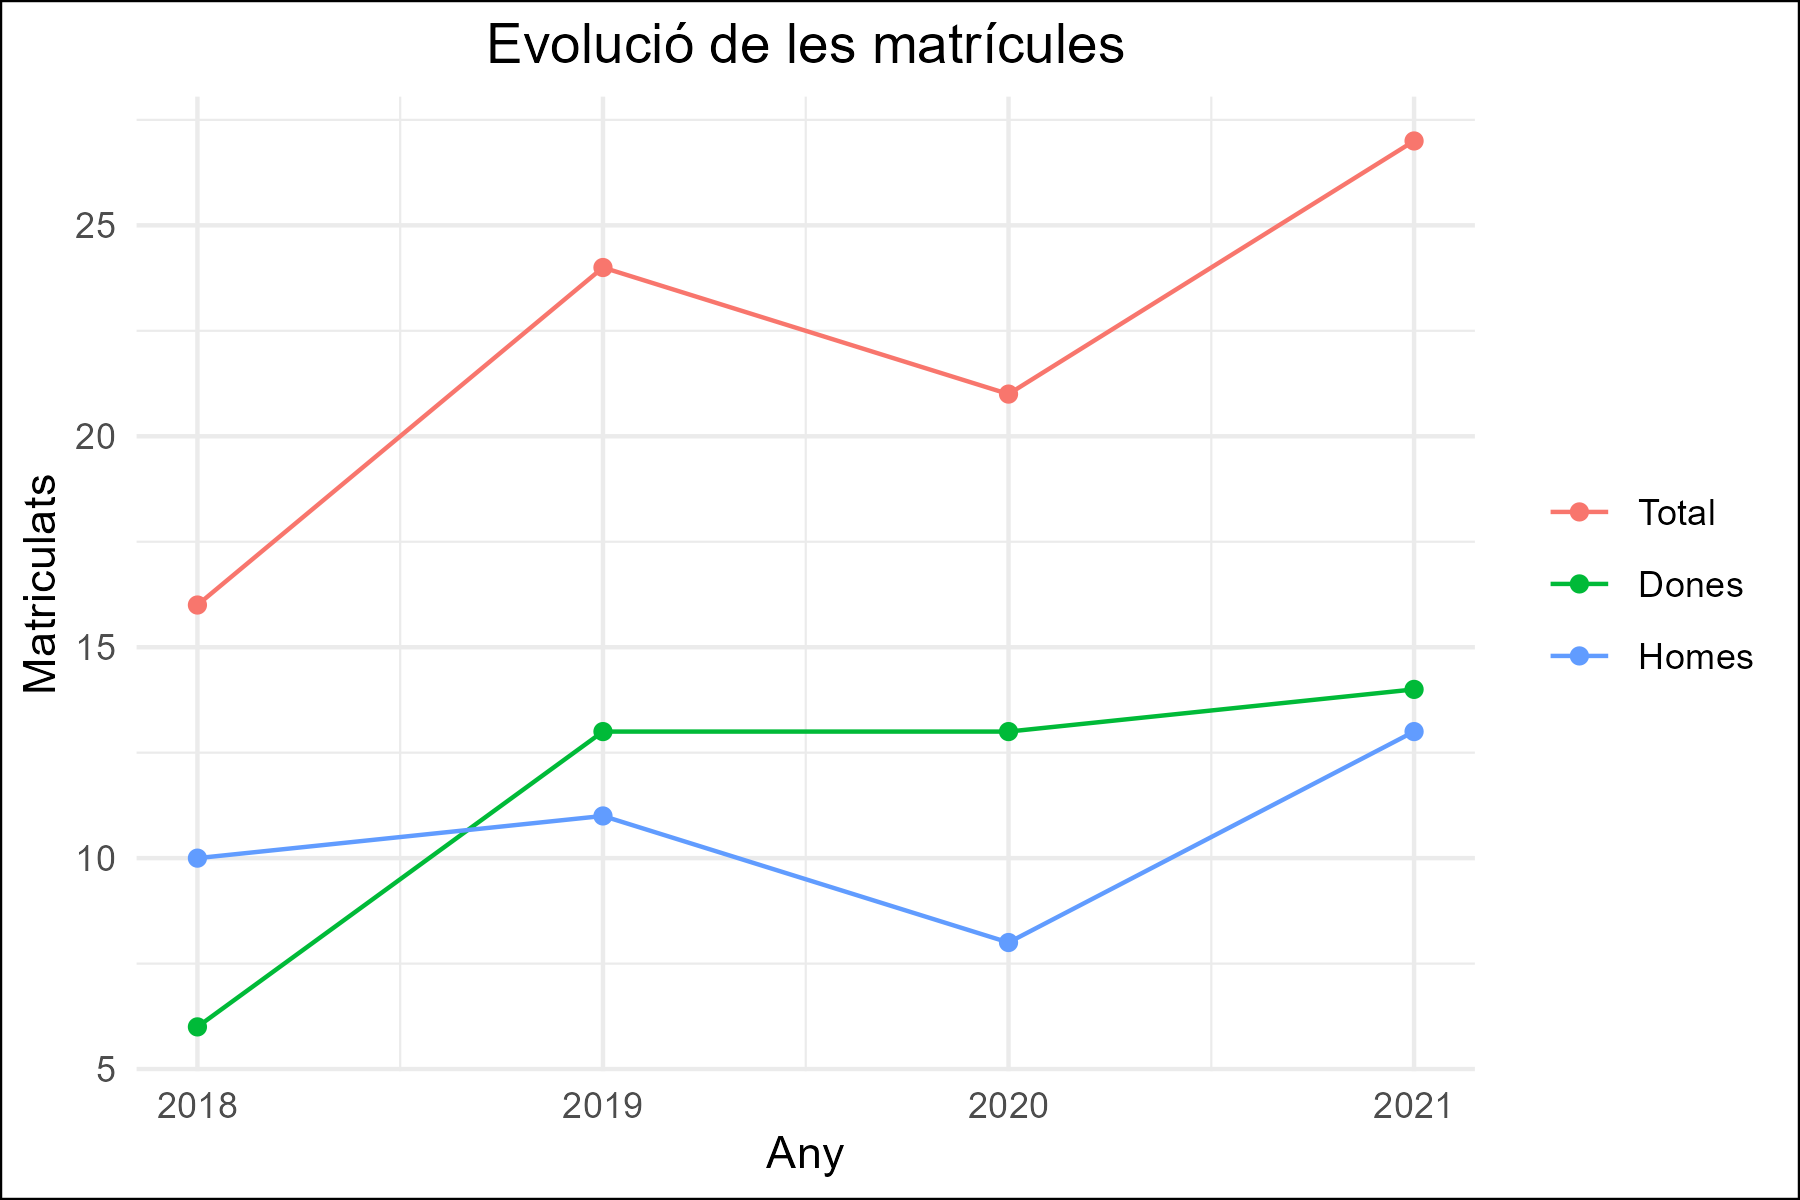 Evolució de les matrícules
Matriculats
25
20
15
10
5
2018 2019 2020 2021
Any
Total
Dones
Homes